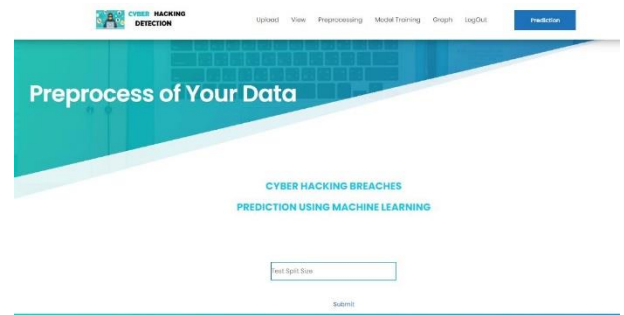 CYBER HACKING
DETECTION
Upload View Preprocessing Model Training Graph LogOut Prediction
Preprocess of Your Data
CYBER HACKING BREACHES
PREDICTION USING MACHINE LEARNING
Test Split Size
Submit